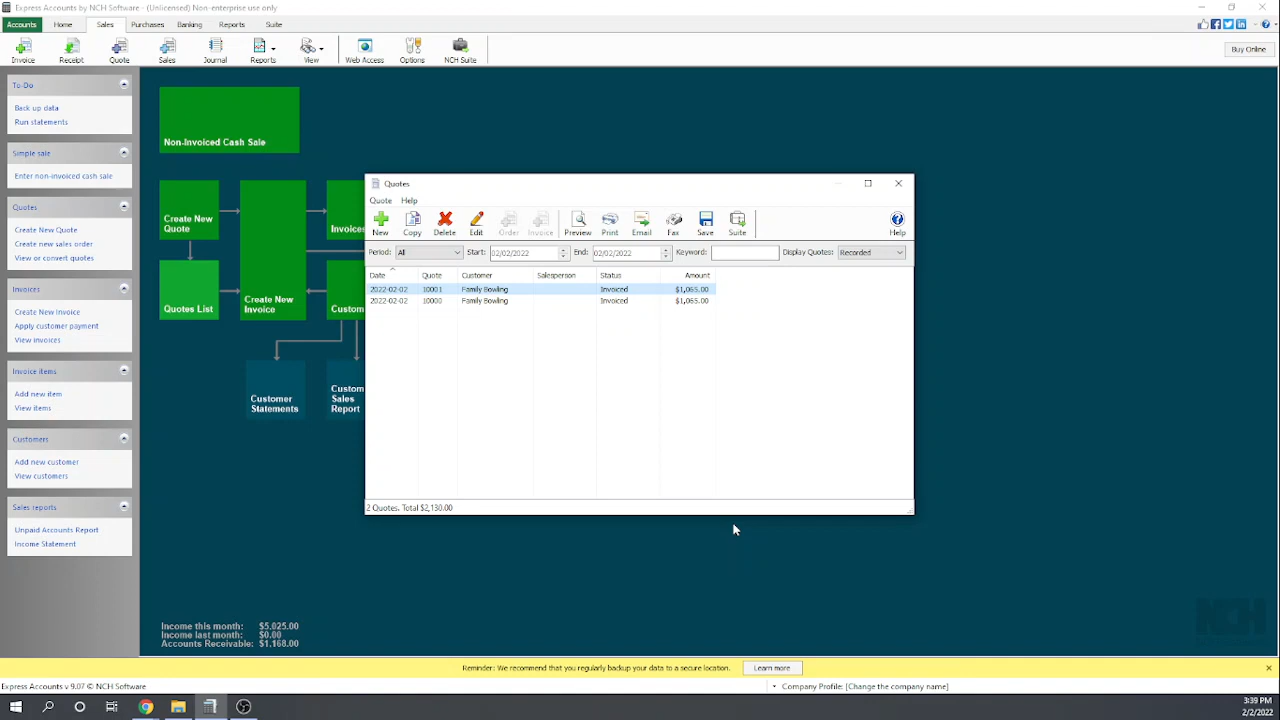 Express Accounts by NCH Software - (Unlicensed) Non-enterprise use only
Accounts Home Sales Purchases Banking Reports Suite
Invoice Receipt Quote Sales Journal Reports View Web Access Options NCH Suite Buy Online
To-Do
Back up data
Run statements
Simple sale
Enter non-invoiced cash sale
Quotes
Create New Quote
Create new sales order
View or convert quotes
Invoices
Create New Invoice
Apply customer payment
View invoices
Invoice items
Add new item
View items
Customers
Add new customer
View customers
Sales reports
Unpaid Accounts Report
Income Statement
Non-Invoiced Cash Sale
Create New
Quote
Invoices
Quotes List
Create New
Invoice
Custom
Customer
Statements
Custom
Sales
Report
Quotes
Quote Help
New Copy Delete Edit Order Invoice Preview Print Email Fax Save Suite Help
Period: All Start: 02/02/2022 End: 02/02/2022 Keyword: Display Quotes: Recorded
Date Quote Customer Salesperson Status Amount
2022-02-02 10001 Family Bowling Invoiced $1,065.00
2022-02-02 10000 Family Bowling Invoiced $1,065.00
2 Quotes. Total $2,130.00
Income this month: $5,025.00
Income last month: $0.00
Accounts Receivable: $1,168.00
NCH
Reminder: We recommend that you regularly backup your data to a secure location. Learn more
Express Accounts v 9.07 © NCH Software Company Profile: [Change the company name]
3:39 PM
2/2/2022